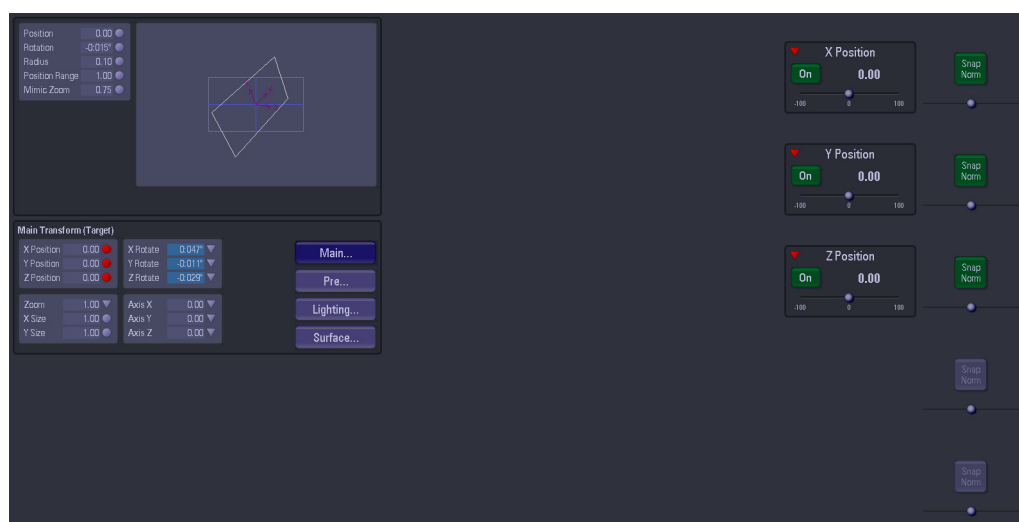 Position 0.00
Rotation -0:015°
Radius 0.10
Position Range 1.00
Mimic Zoom 0.75
Main Transform (Target)
X Position 0.00 X Rotate 0:047°
Y Position 0.00 Y Rotate -0:011°
Z Position 0.00 Z Rotate -0:029°
Zoom 1.00 Axis X 0.00
X Size 1.00 Axis Y 0.00
Y Size 1.00 Axis Z 0.00
Main...
Pre...
Lighting...
Surface...
X Position
On 0.00
-100 0 100
Snap
Norm
Y Position
On 0.00
-100 0 100
Snap
Norm
Z Position
On 0.00
-100 0 100
Snap
Norm
Snap
Norm
Snap
Norm